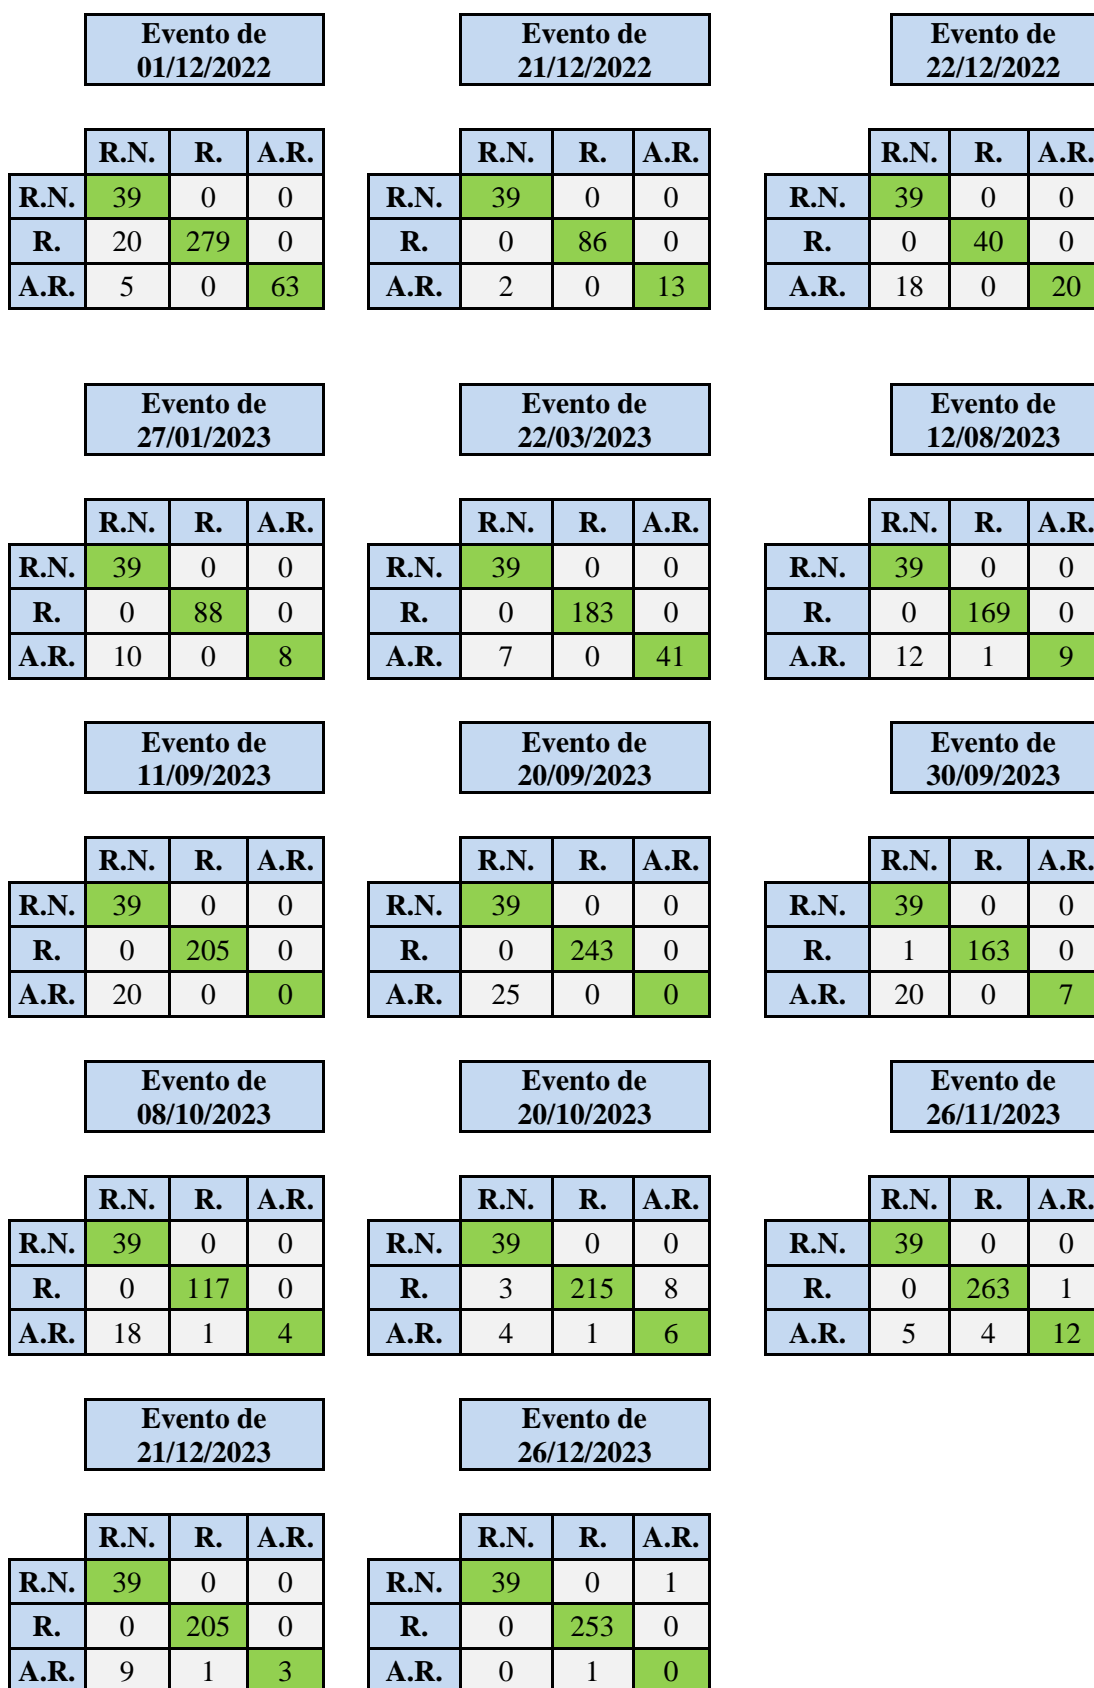 Evento de Evento de Evento de
01/12/2022 21/12/2022 22/12/2022
R.N. R. A.R. R.N. R. A.R. R.N. R. A.R.
R.N. 39 0 0 R.N. 39 0 0 R.N. 39 0 0
R. 20 279 0 R. 0 86 0 R. 0 40 0
A.R. 5 0 63 A.R. 2 0 13 A.R. 18 0 20
Evento de Evento de Evento de
27/01/2023 22/03/2023 12/08/2023
R.N. R. A.R. R.N. R. A.R. R.N. R. A.R.
R.N. 39 0 0 R.N. 39 0 0 R.N. 39 0 0
R. 0 88 0 R. 0 183 0 R. 0 169 0
A.R. 10 0 8 A.R. 7 0 41 A.R. 12 1 9
Evento de Evento de Evento de
11/09/2023 20/09/2023 30/09/2023
R.N. R. A.R. R.N. R. A.R. R.N. R. A.R.
R.N. 39 0 0 R.N. 39 0 0 R.N. 39 0 0
R. 0 205 0 R. 0 243 0 R. 1 163 0
A.R. 20 0 0 A.R. 25 0 0 A.R. 20 0 7
Evento de Evento de Evento de
08/10/2023 20/10/2023 26/11/2023
R.N. R. A.R. R.N. R. A.R. R.N. R. A.R.
R.N. 39 0 0 R.N. 39 0 0 R.N. 39 0 0
R. 0 117 0 R. 3 215 8 R. 0 263 1
A.R. 18 1 4 A.R. 4 1 6 A.R. 5 4 12
Evento de Evento de
21/12/2023 26/12/2023
R.N. R. A.R. R.N. R. A.R.
R.N. 39 0 0 R.N. 39 0 1
R. 0 205 0 R. 0 253 0
A.R. 9 1 3 A.R. 0 1 0